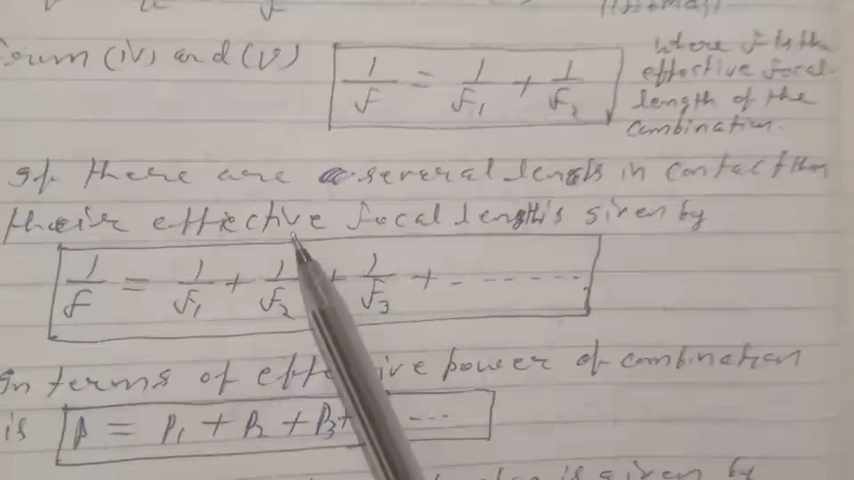 (iv) and (v) 1/f = 1/f₁ + 1/f₂ where f is the
effective focal
length of the
combination.
If there are several lengths in contact then
their effective focal length is given by
1/f = 1/f₁ + 1/f₂ + 1/f₃ + - - - - - -
In terms of effective power of combination
is P = P₁ + P₂ + P₃ + ...
is given by